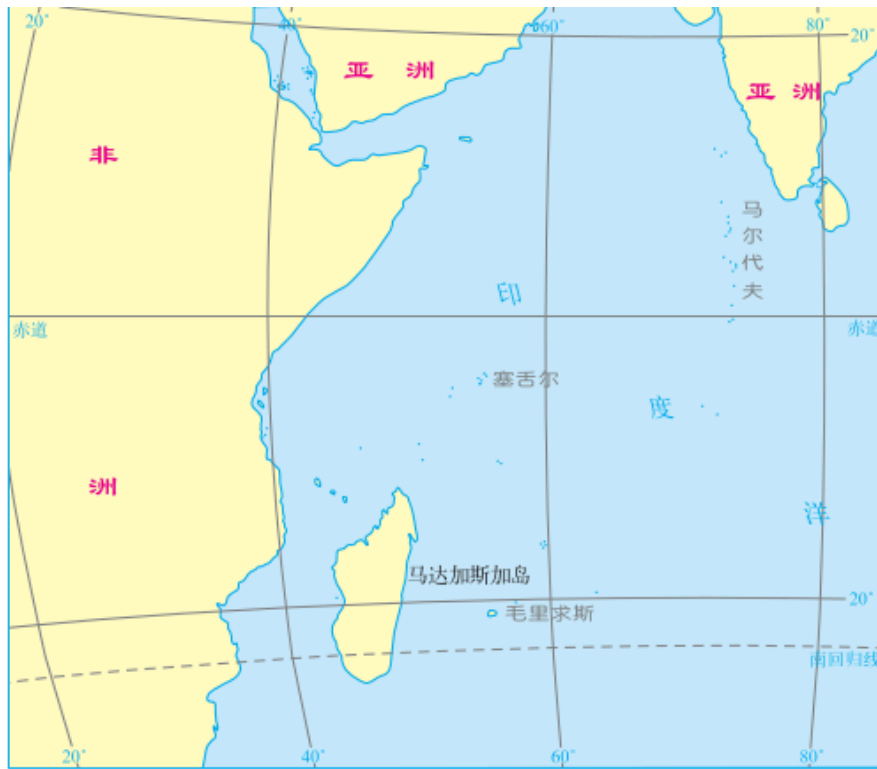 20°
40°
60°
80°
20°
亚洲
亚洲
非
马尔代夫
印
赤道
赤道
塞舌尔
度
洲
洋
马达加斯加岛
20°
毛里求斯
南回归线
20°
40°
60°
80°